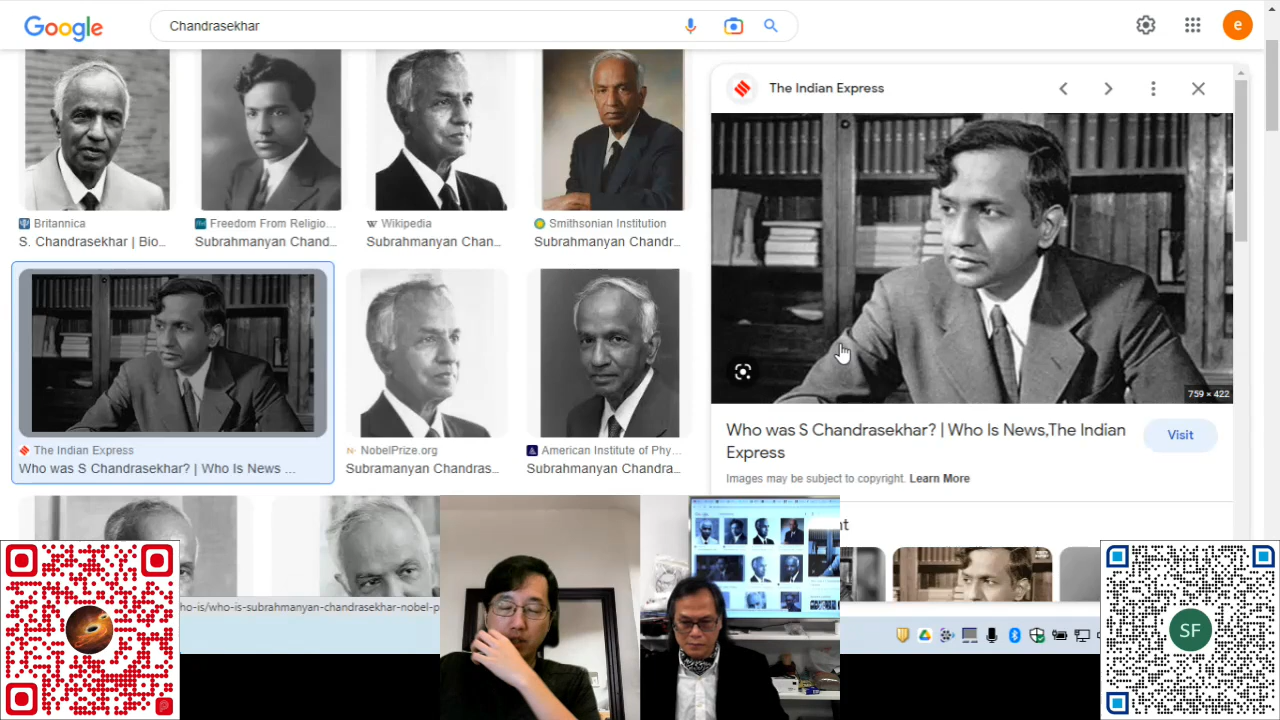 Google
Chandrasekhar
e
The Indian Express
Britannica
S. Chandrasekhar | Bio...
Freedom From Religio...
Subrahmanyan Chand...
W Wikipedia
Subrahmanyan Chan...
Smithsonian Institution
Subrahmanyan Chandr...
The Indian Express
Who was S Chandrasekhar? | Who Is News ...
NobelPrize.org
Subramanyan Chandras...
American Institute of Phy...
Subrahmanyan Chandra...
759 × 422
Who was S Chandrasekhar? | Who Is News,The Indian
Express
Visit
Images may be subject to copyright. Learn More
nt
ho-is/who-is-subrahmanyan-chandrasekhar-nobel-p
SF